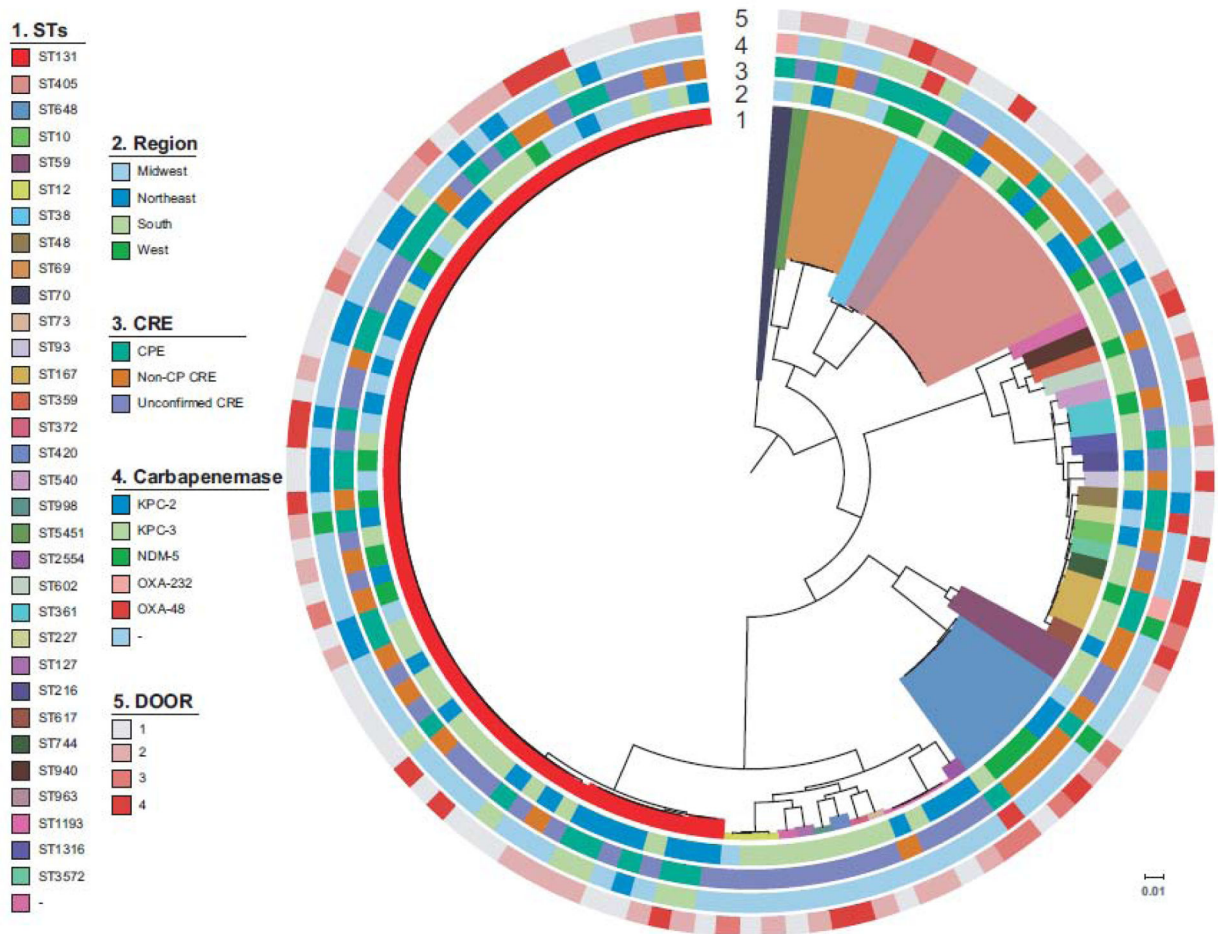 1. STs
ST131
ST405
ST648
ST10
ST59
ST12
ST38
ST48
ST69
ST70
ST73
ST93
ST167
ST359
ST372
ST420
ST540
ST998
ST5451
ST2554
ST602
ST361
ST227
ST127
ST216
ST617
ST744
ST940
ST963
ST1193
ST1316
ST3572
-
2. Region
Midwest
Northeast
South
West
3. CRE
CPE
Non-CP CRE
Unconfirmed CRE
4. Carbapenemase
KPC-2
KPC-3
NDM-5
OXA-232
OXA-48
-
5. DOOR
1
2
3
4
5
4
3
2
1
0.01